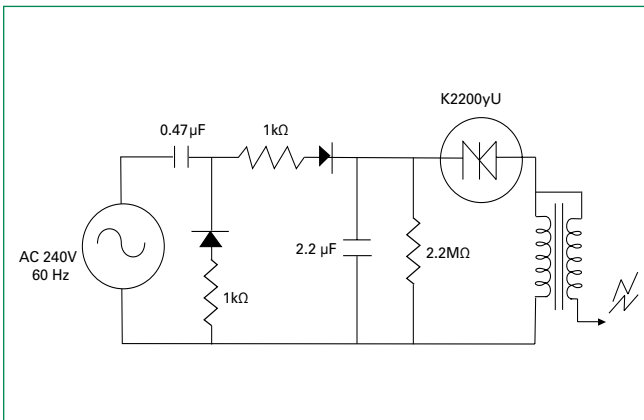 K2200yU
0.47µF
1kΩ
AC 240V
60 Hz
2.2 µF
2.2MΩ
1kΩ